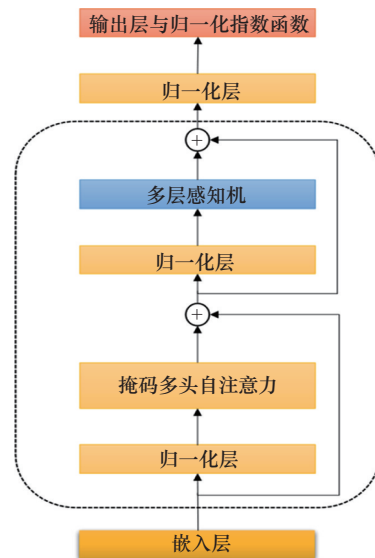 输出层与归一化指数函数
归一化层
多层感知机
归一化层
掩码多头自注意力
归一化层
嵌入层